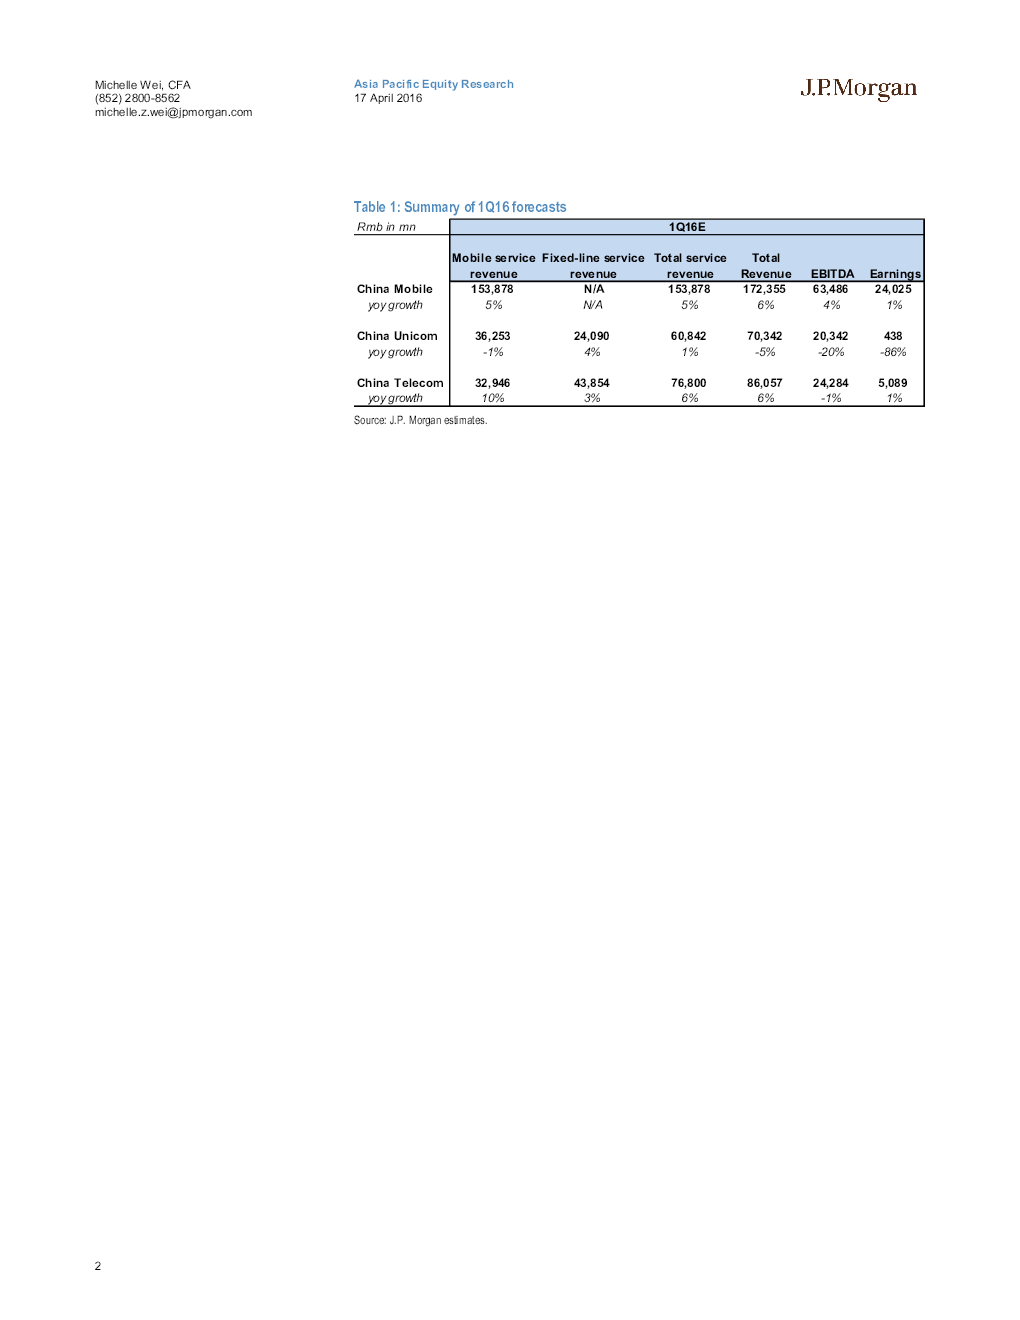 Michelle Wei, CFA
(852) 2800-8562
michelle.z.wei@jpmorgan.com
Asia Pacific Equity Research
17 April 2016
J.P.Morgan
Table 1: Summary of 1Q16 forecasts
Rmb in mn 1Q16E
Mobile service Fixed-line service Total service Total
revenue revenue revenue Revenue EBITDA Earnings
China Mobile 153,878 N/A 153,878 172,355 63,486 24,025
yoy growth 5% N/A 5% 6% 4% 1%
China Unicom 36,253 24,090 60,842 70,342 20,342 438
yoy growth -1% 4% 1% -5% -20% -86%
China Telecom 32,946 43,854 76,800 86,057 24,284 5,089
yoy growth 10% 3% 6% 6% -1% 1%
Source: J.P. Morgan estimates.
2